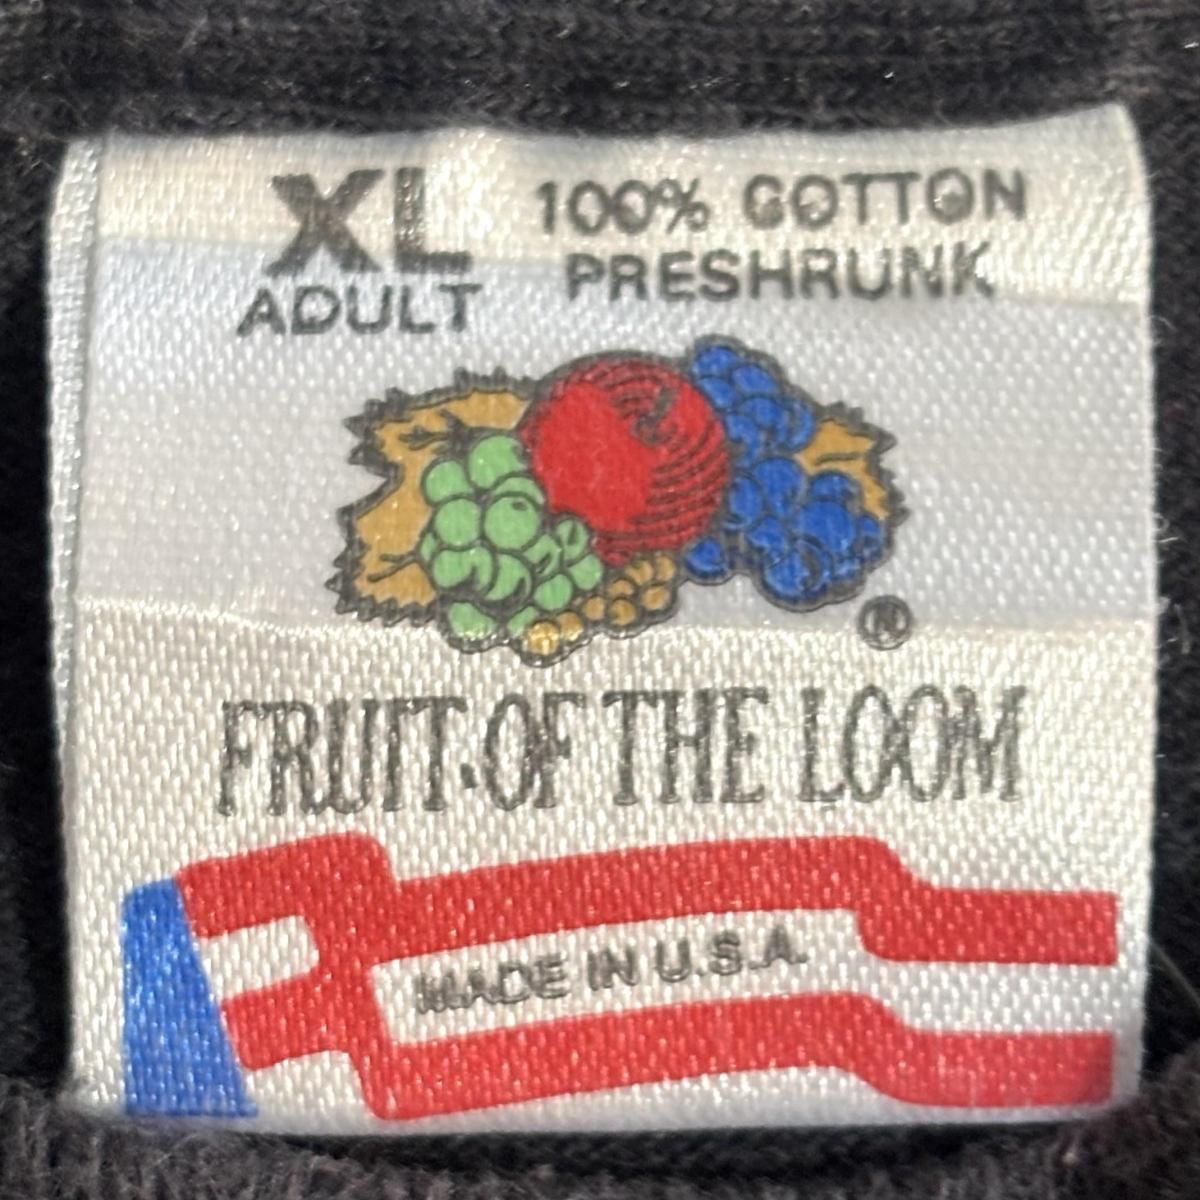 XL
ADULT
100% COTTON
PRESHRUNK
®
FRUIT OF THE LOOM
MADE IN U.S.A.